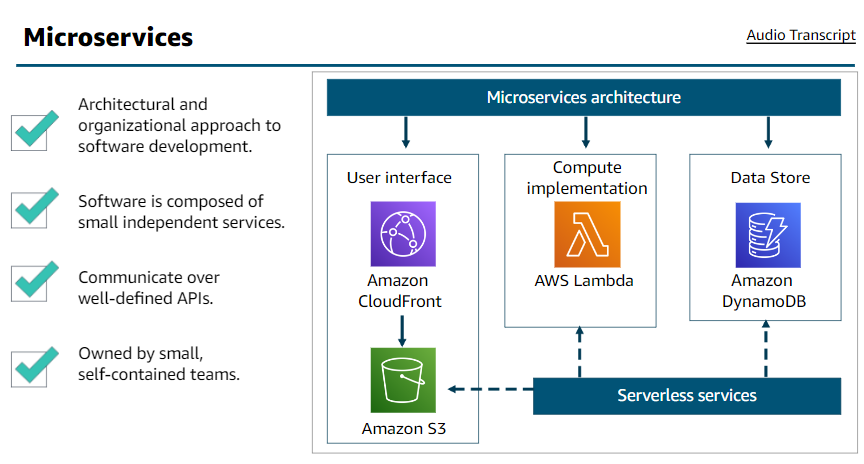 Microservices
Audio Transcript
Architectural and
organizational approach to
software development.
Software is composed of
small independent services.
Communicate over
well-defined APIs.
Owned by small,
self-contained teams.
Microservices architecture
User interface
Amazon
CloudFront
Amazon S3
Compute
implementation
AWS Lambda
Data Store
Amazon
DynamoDB
Serverless services